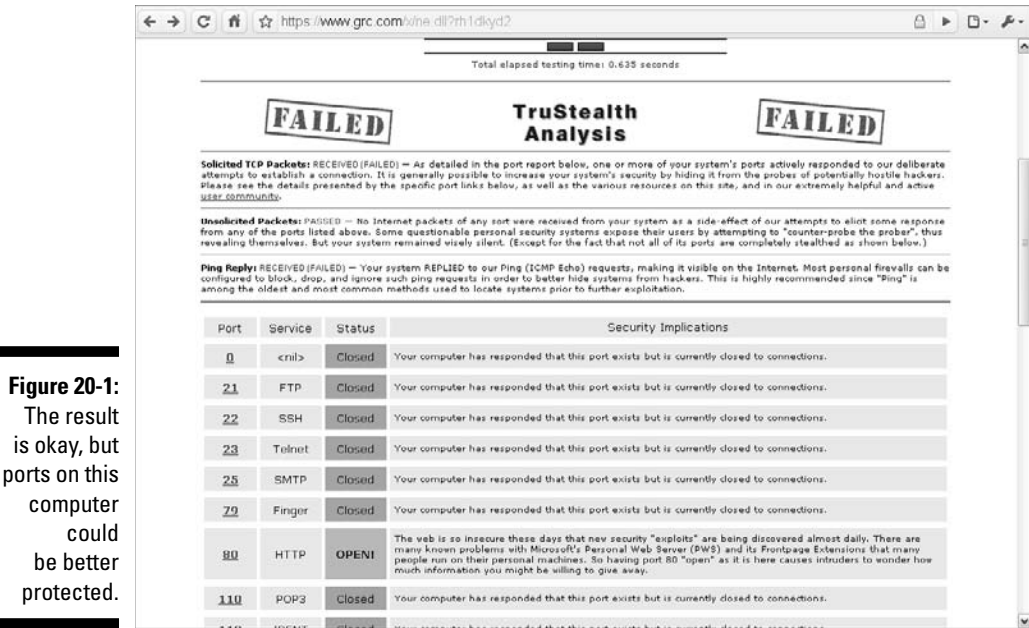 https://www.grc.com/x/ne.dll?rh1dkyd2
Total elapsed testing time: 0.635 seconds
FAILED
TruStealth
Analysis
FAILED
Solicited TCP Packets: RECEIVED (FAILED) — As detailed in the port report below, one or more of your system's ports actively responded to our deliberate
attempts to establish a connection. It is generally possible to increase your system's security by hiding it from the probes of potentially hostile hackers.
Please see the details presented by the specific port links below, as well as the various resources on this site, and in our extremely helpful and active
user community.
Unsolicited Packets: PASSED — No Internet packets of any sort were received from your system as a side-effect of our attempts to elicit some response
from any of the ports listed above. Some questionable personal security systems expose their users by attempting to "counter-probe the prober", thus
revealing themselves. But your system remained wisely silent. (Except for the fact that not all of its ports are completely stealthed as shown below.)
Ping Reply: RECEIVED (FAILED) — Your system REPLIED to our Ping (ICMP Echo) requests, making it visible on the Internet. Most personal firewalls can be
configured to block, drop, and ignore such ping requests in order to better hide systems from hackers. This is highly recommended since "Ping" is
among the oldest and most common methods used to locate systems prior to further exploitation.
Port Service Status Security Implications
0 <nil> Closed Your computer has responded that this port exists but is currently closed to connections.
21 FTP Closed Your computer has responded that this port exists but is currently closed to connections.
22 SSH Closed Your computer has responded that this port exists but is currently closed to connections.
23 Telnet Closed Your computer has responded that this port exists but is currently closed to connections.
25 SMTP Closed Your computer has responded that this port exists but is currently closed to connections.
79 Finger Closed Your computer has responded that this port exists but is currently closed to connections.
80 HTTP OPEN! The web is so insecure these days that new security "exploits" are being discovered almost daily. There are
many known problems with Microsoft's Personal Web Server (PWS) and its Frontpage Extensions that many
people run on their personal machines. So having port 80 "open" as it is here causes intruders to wonder how
much information you might be willing to give away.
110 POP3 Closed Your computer has responded that this port exists but is currently closed to connections.
Figure 20-1:
The result
is okay, but
ports on this
computer
could
be better
protected.